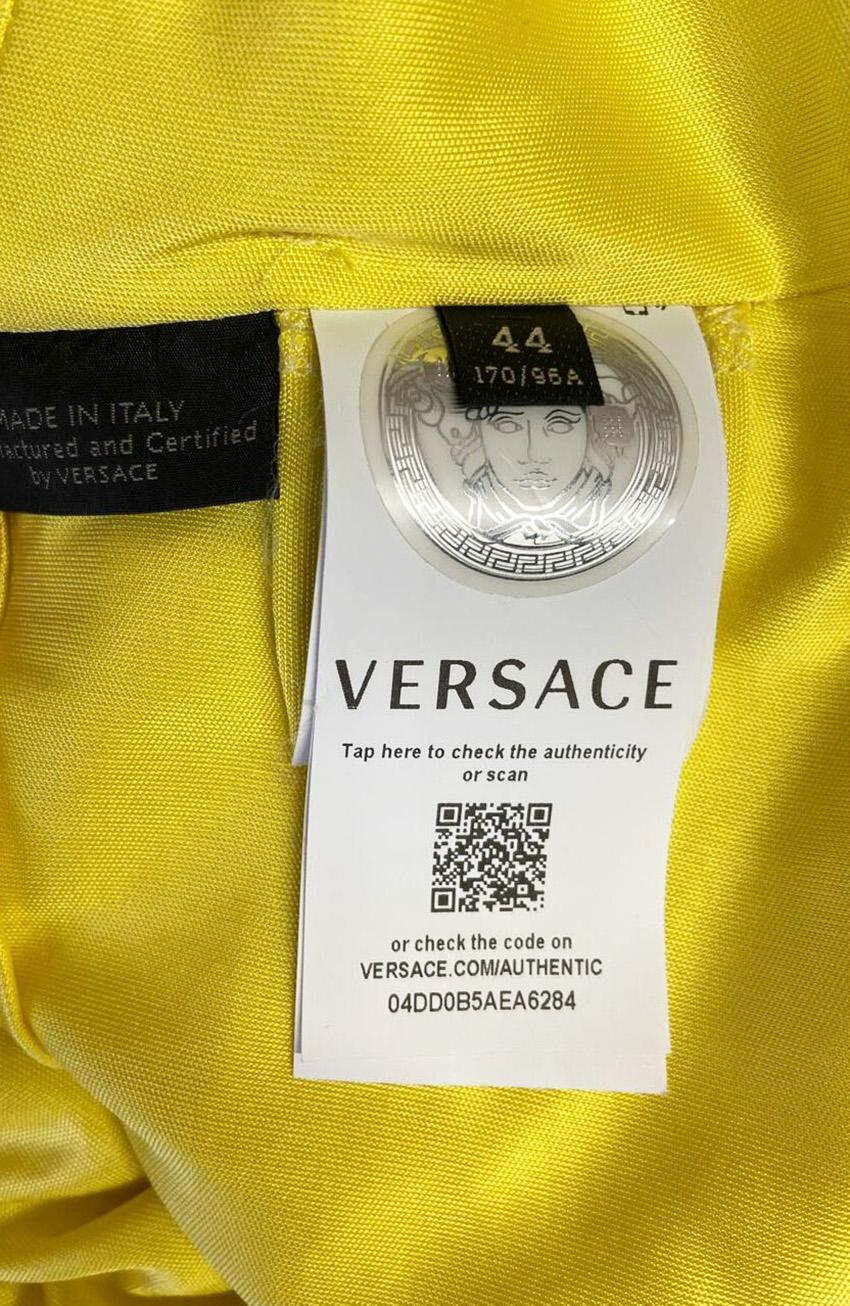 MADE IN ITALY
and Certified
by VERSACE
44
170/96A
VERSACE
Tap here to check the authenticity
or scan
or check the code on
VERSACE.COM/AUTHENTIC
04DD0B5AEA6284